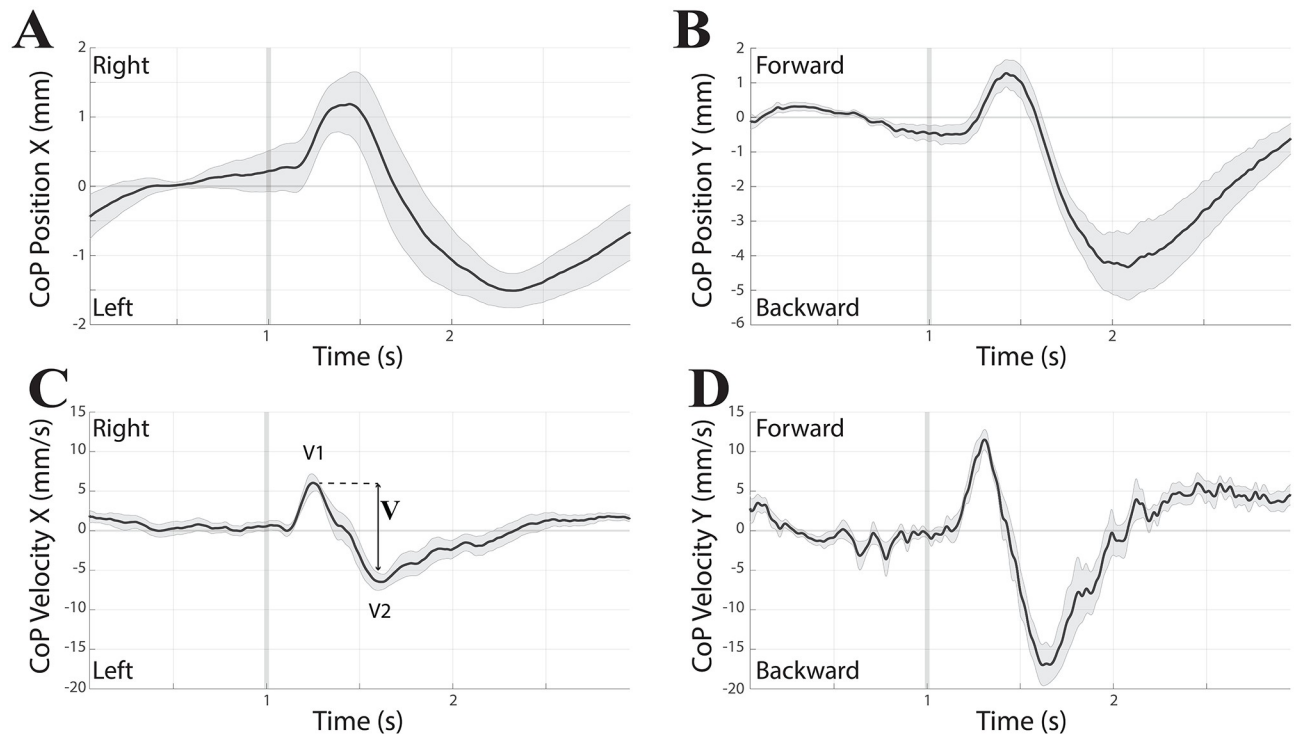 A
CoP Position X (mm)
2
1
0
-1
-2
Right
Left
1
2
Time (s)
B
CoP Position Y (mm)
2
1
0
-1
-2
-3
-4
-5
-6
Forward
Backward
1
2
Time (s)
C
CoP Velocity X (mm/s)
15
10
5
0
-5
-10
-15
-20
Right
V1
V
V2
Left
1
2
Time (s)
D
CoP Velocity Y (mm/s)
15
10
5
0
-5
-10
-15
-20
Forward
Backward
1
2
Time (s)